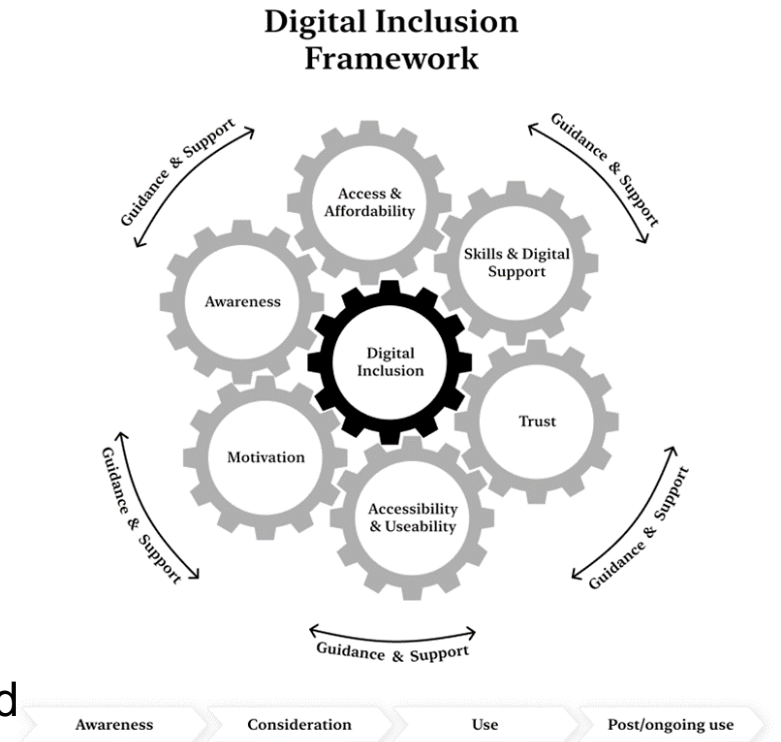 Digital Inclusion
Framework
Guidance & Support
Guidance & Support
Access &
Affordability
Skills & Digital
Support
Awareness
Digital
Inclusion
Trust
Motivation
Accessibility
& Useability
Guidance & Support
Guidance & Support
Guidance & Support
d
Awareness
Consideration
Use
Post/ongoing use